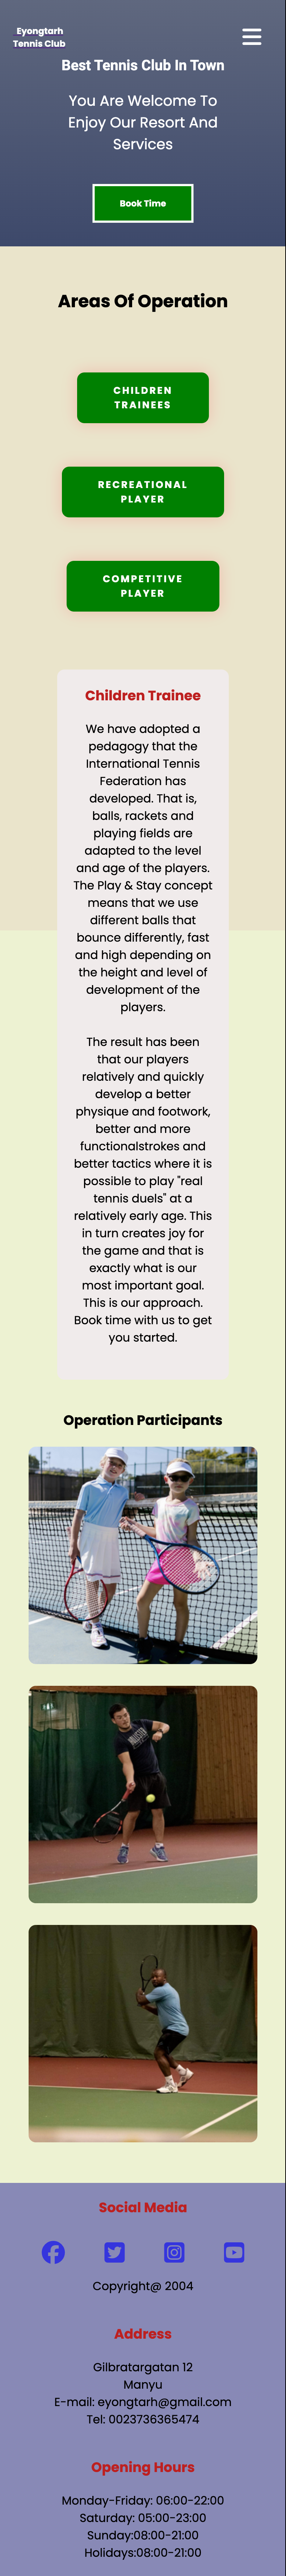 Eyongtarh
Tennis Club
Best Tennis Club In Town
You Are Welcome To
Enjoy Our Resort And
Services
Book Time
Areas Of Operation
CHILDREN
TRAINEES
RECREATIONAL
PLAYER
COMPETITIVE
PLAYER
Children Trainee
We have adopted a
pedagogy that the
International Tennis
Federation has
developed. That is,
balls, rackets and
playing fields are
adapted to the level
and age of the players.
The Play & Stay concept
means that we use
different balls that
bounce differently, fast
and high depending on
the height and level of
development of the
players.
The result has been
that our players
relatively and quickly
develop a better
physique and footwork,
better and more
functionalstrokes and
better tactics where it is
possible to play "real
tennis duels" at a
relatively early age. This
in turn creates joy for
the game and that is
exactly what is our
most important goal.
This is our approach.
Book time with us to get
you started.
Operation Participants
Social Media
Copyright@ 2004
Address
Gilbratargatan 12
Manyu
E-mail: eyongtarh@gmail.com
Tel: 0023736365474
Opening Hours
Monday-Friday: 06:00-22:00
Saturday: 05:00-23:00
Sunday:08:00-21:00
Holidays:08:00-21:00